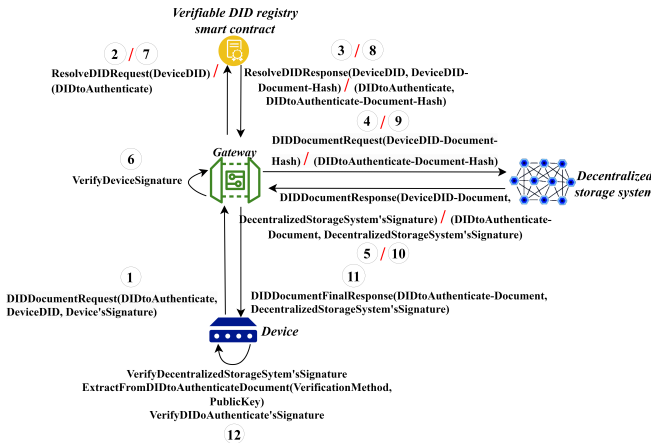 Verifiable DID registry
smart contract
2 / 7
3 / 8
ResolveDIDRequest(DeviceDID) /
(DIDtoAuthenticate)
ResolveDIDResponse(DeviceDID, DeviceDID-
Document-Hash) / (DIDtoAuthenticate,
DIDtoAuthenticate-Document-Hash)
4 / 9
Gateway
DIDDocumentRequest(DeviceDID-Document-
Hash) / (DIDtoAuthenticate-Document-Hash)
6
VerifyDeviceSignature
Decentralized
storage system
DIDDocumentResponse(DeviceDID-Document,
DecentralizedStorageSystem'sSignature) / (DIDtoAuthenticate-
Document, DecentralizedStorageSystem'sSignature)
5 / 10
1
11
DIDDocumentRequest(DIDtoAuthenticate,
DeviceDID, Device'sSignature)
DIDDocumentFinalResponse(DIDtoAuthenticate-Document,
DecentralizedStorageSystem'sSignature)
Device
VerifyDecentralizedStorageSytem'sSignature
ExtractFromDIDtoAuthenticateDocument(VerificationMethod,
PublicKey)
VerifyDIDoAuthenticate'sSignature
12